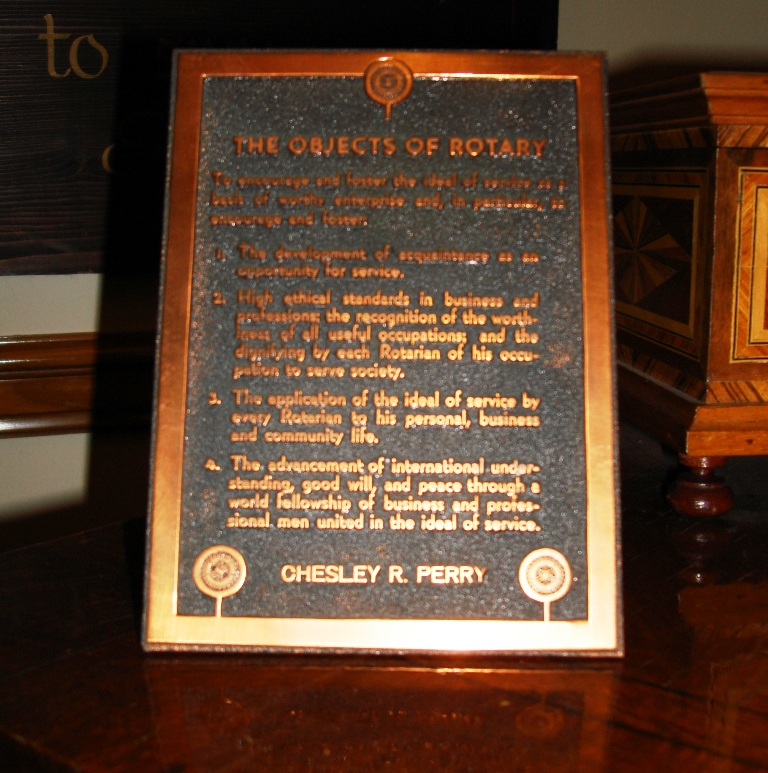 to
THE OBJECTS OF ROTARY
To encourage and foster the ideal of service as a
basis of worthy enterprise and, in particular, to
encourage and foster:
1. The development of acquaintance as an
opportunity for service.
2. High ethical standards in business and
professions; the recognition of the worth-
iness of all useful occupations; and the
dignifying by each Rotarian of his occu-
pation to serve society.
3. The application of the ideal of service by
every Rotarian to his personal, business
and community life.
4. The advancement of international under-
standing, good will, and peace through a
world fellowship of business and profes-
sional men united in the ideal of service.
CHESLEY R. PERRY